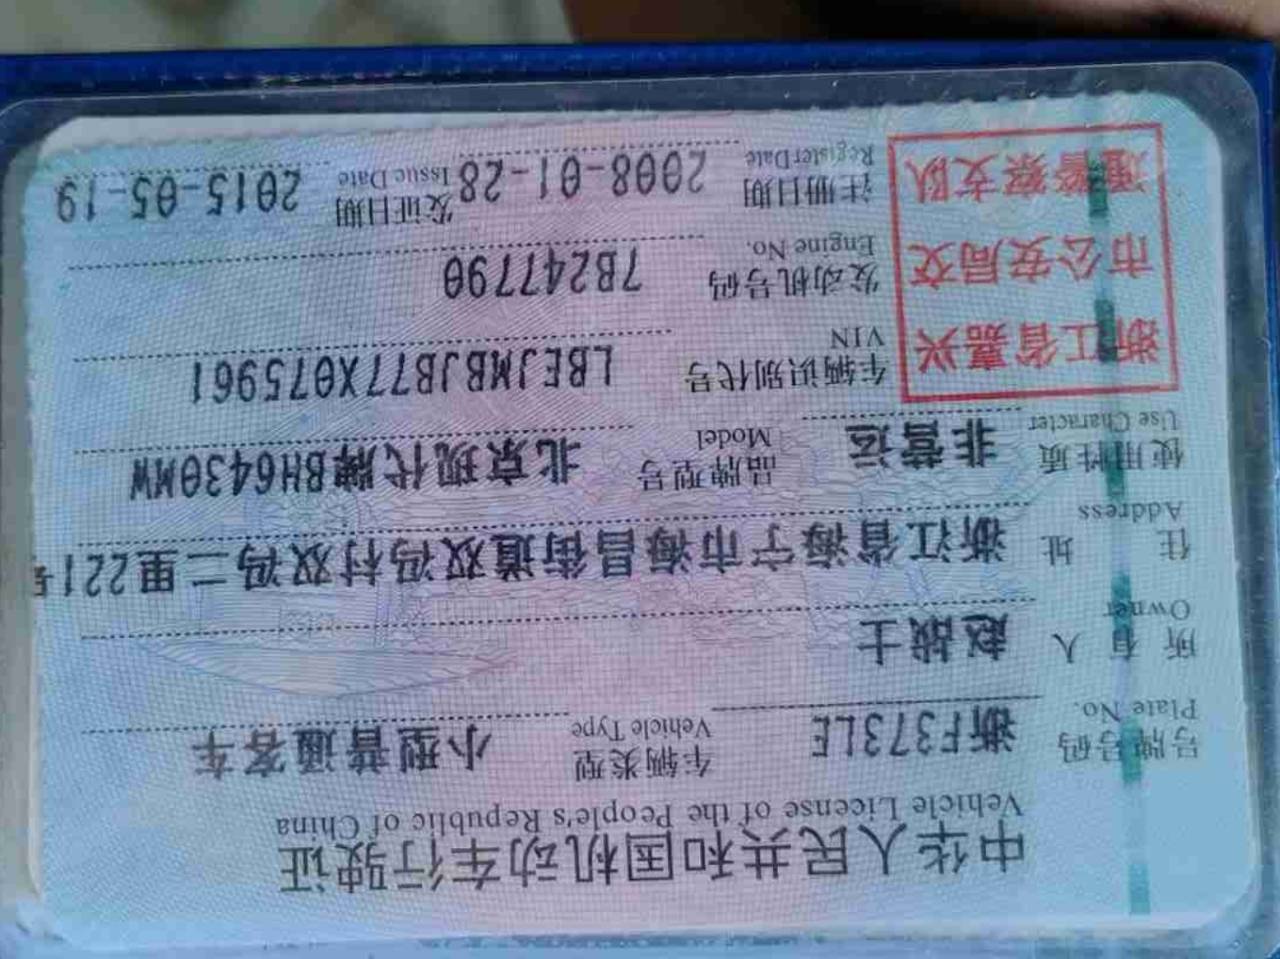 中华人民共和国机动车行驶证
Vehicle License of the People's Republic of China
号牌号码 浙F373LE 车辆类型 小型普通客车
Plate No. Vehicle Type
所有人 赵战士
Owner
住址 浙江省海宁市海昌街道双冯村双冯二里221号
Address
使用性质 非营运 品牌型号 北京现代牌BH6430MW
Use Character Model
浙江省嘉兴
市公安局交
通警察支队
车辆识别代号 LBEJMBJB77X075961
VIN
发动机号码 7B247790
Engine No.
注册日期 2008-01-28 发证日期 2015-05-19
Register Date Issue Date